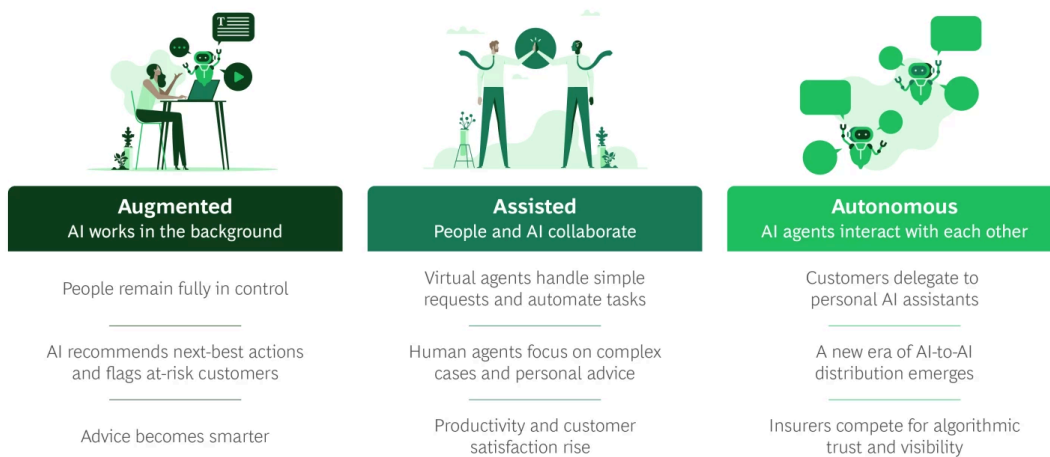 T
Augmented
AI works in the background
People remain fully in control
AI recommends next-best actions
and flags at-risk customers
Advice becomes smarter
Assisted
People and AI collaborate
Virtual agents handle simple
requests and automate tasks
Human agents focus on complex
cases and personal advice
Productivity and customer
satisfaction rise
Autonomous
AI agents interact with each other
Customers delegate to
personal AI assistants
A new era of AI-to-AI
distribution emerges
Insurers compete for algorithmic
trust and visibility